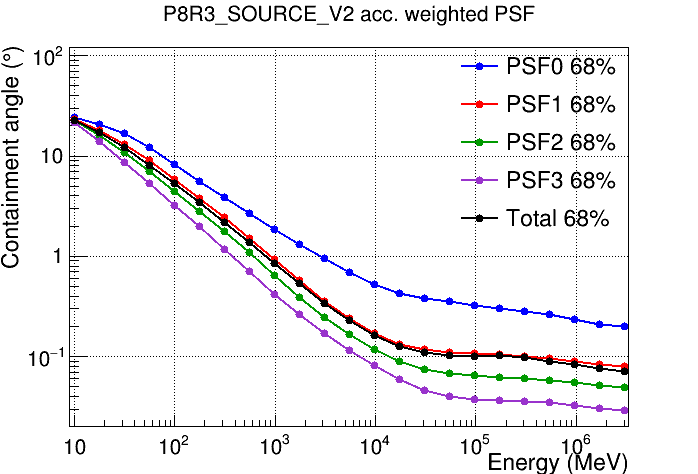 P8R3_SOURCE_V2 acc. weighted PSF
Containment angle (°)
10²
10
1
10⁻¹
PSF0 68%
PSF1 68%
PSF2 68%
PSF3 68%
Total 68%
10
10²
10³
10⁴
10⁵
10⁶
Energy (MeV)